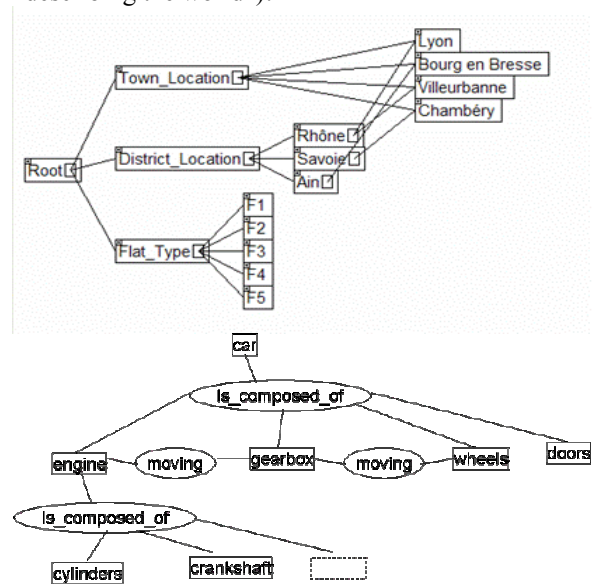 Lyon
Town_Location
Bourg en Bresse
Villeurbanne
Chambéry
Rhône
Root
District_Location
Savoie
Ain
F1
F2
Flat_Type
F3
F4
F5
car
is_composed_of
engine
moving
gearbox
moving
wheels
doors
is_composed_of
cylinders
crankshaft